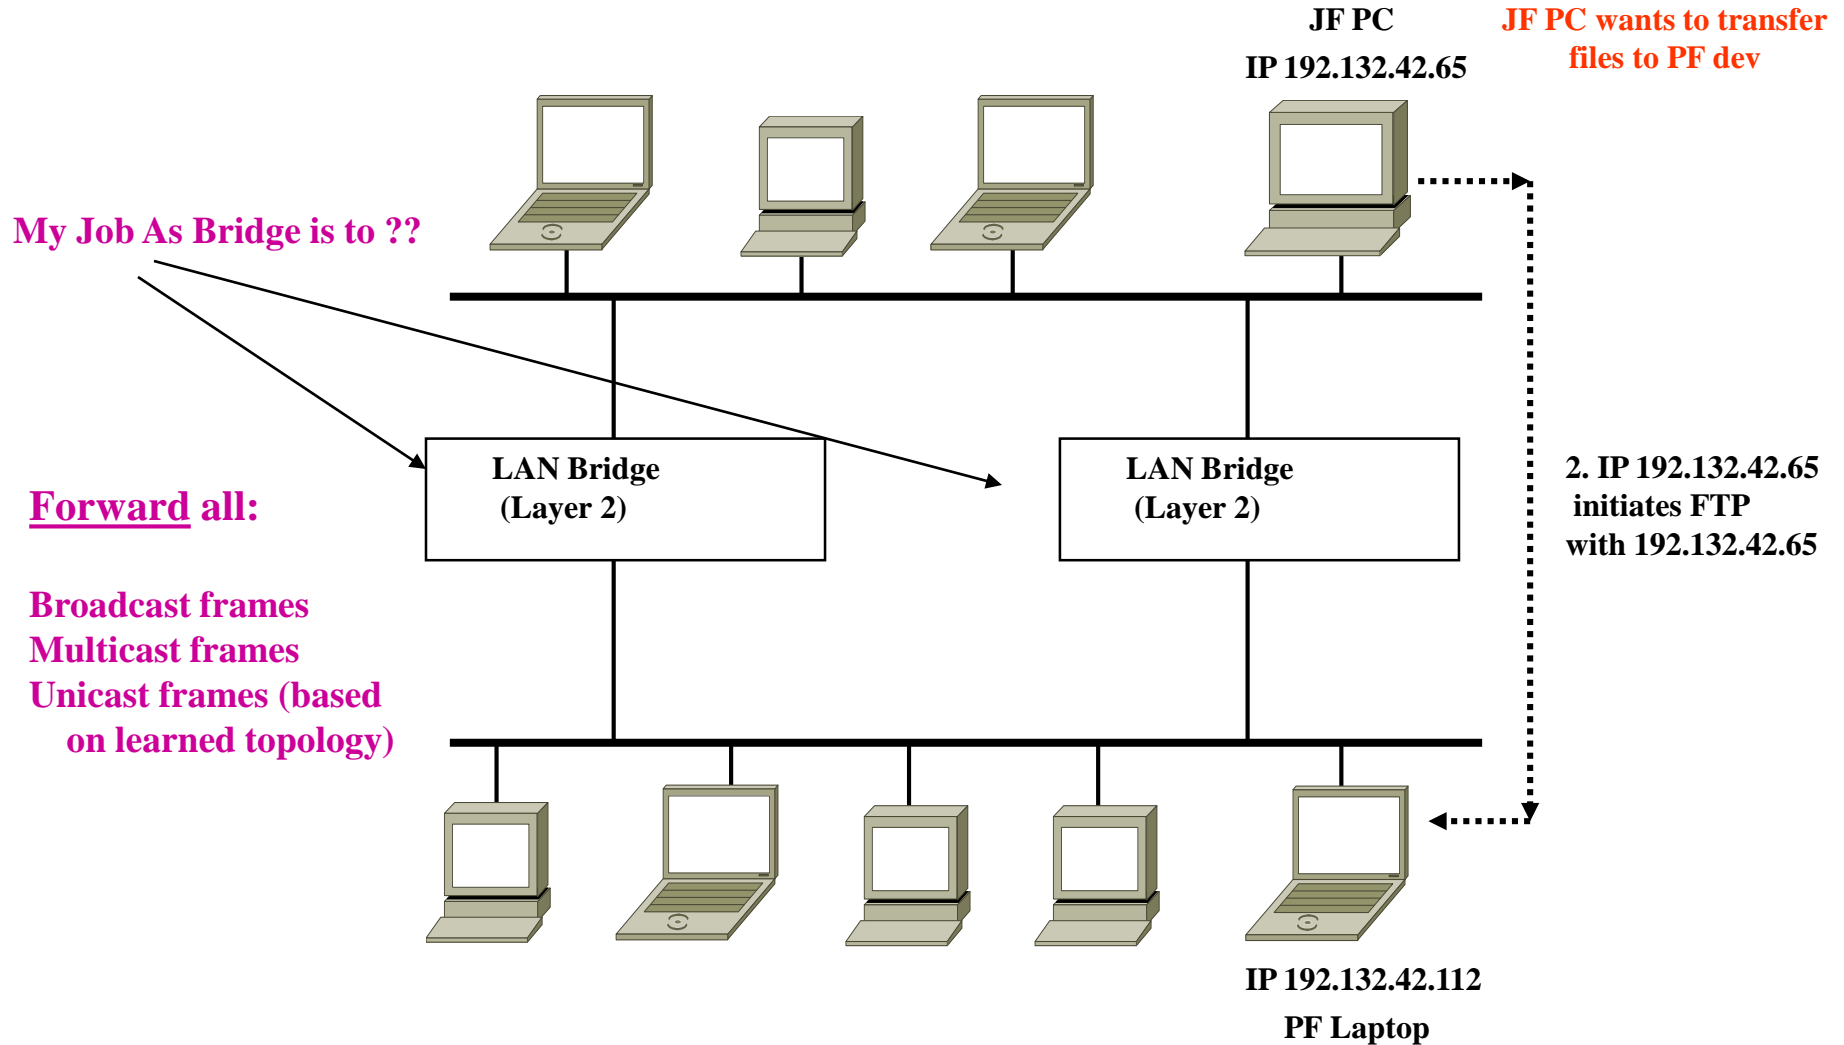 JF PC
IP 192.132.42.65
JF PC wants to transfer
files to PF dev
My Job As Bridge is to ??
LAN Bridge
(Layer 2)
LAN Bridge
(Layer 2)
2. IP 192.132.42.65
initiates FTP
with 192.132.42.65
Forward all:
Broadcast frames
Multicast frames
Unicast frames (based
on learned topology)
IP 192.132.42.112
PF Laptop